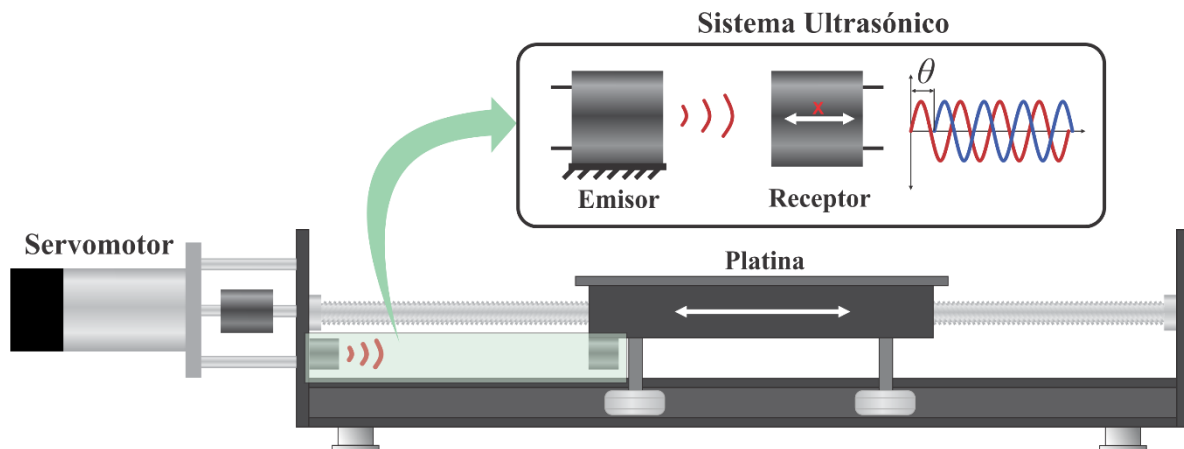 Sistema Ultrasónico
θ
x
Emisor
Receptor
Servomotor
Platina